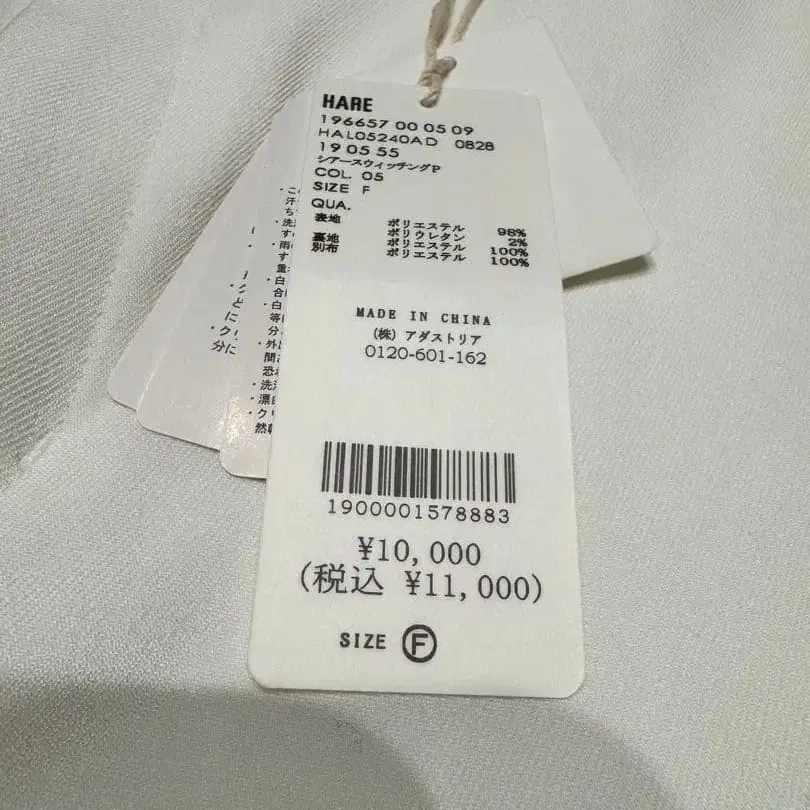 HARE
196657 00 05 09
HAL05240AD 0828
19 05 55
シアースウィッチングP
COL. 05
SIZE F
QUA.
表地 ポリエステル 98%
ポリウレタン 2%
裏地 ポリエステル 100%
別布 ポリエステル 100%
MADE IN CHINA
(株) アダストリア
0120-601-162
1900001578883
¥10,000
(税込 ¥11,000)
SIZE F